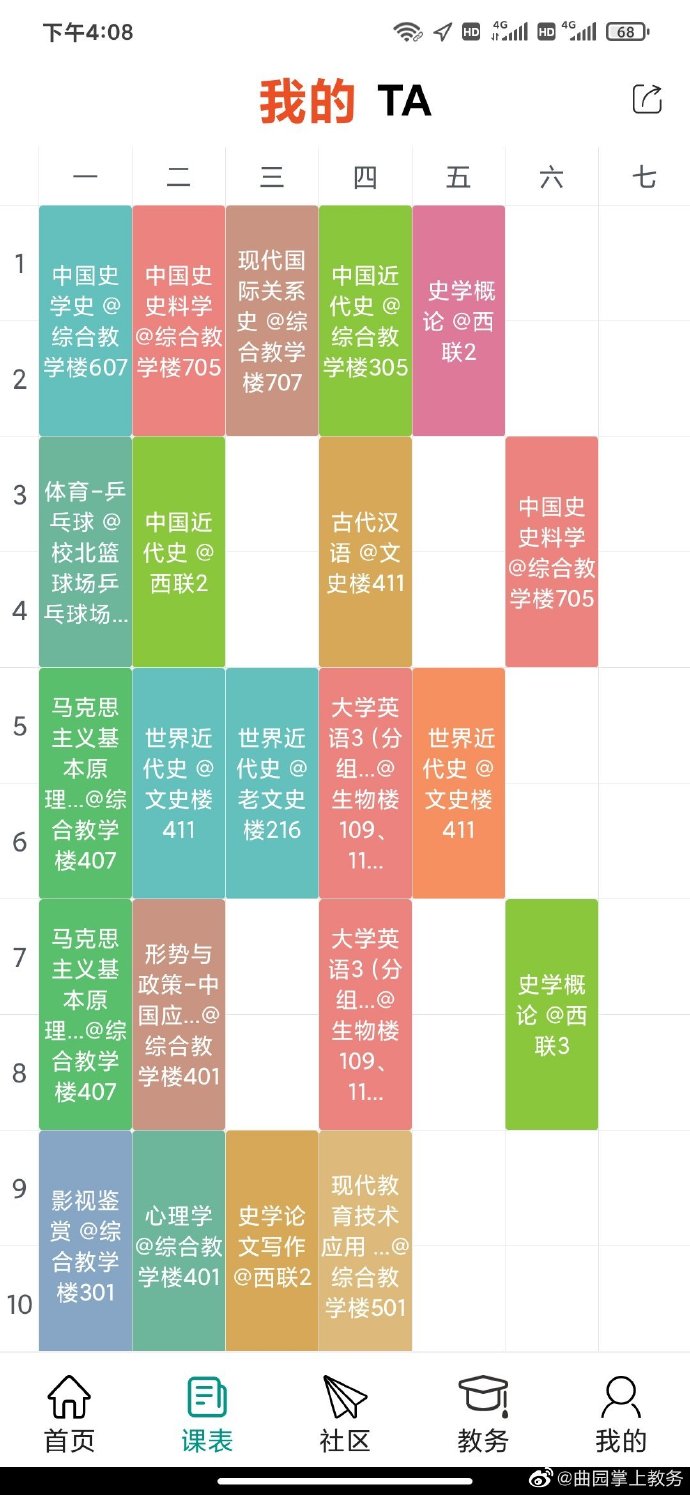 下午4:08
HD 4G HD 4G 68
我的 TA
一 二 三 四 五 六 七
1
2
中国史
学史 @
综合教
学楼607
中国史
史料学
@综合教
学楼705
现代国
际关系
史 @综
合教学
楼707
中国近
代史 @
综合教
学楼305
史学概
论 @西
联2
3
4
体育-乒
乓球 @
校北篮
球场乒
乓球场...
中国近
代史 @
西联2
古代汉
语 @文
史楼411
中国史
史料学
@综合教
学楼705
5
6
马克思
主义基
本原
理...@综
合教学
楼407
世界近
代史 @
文史楼
411
世界近
代史 @
老文史
楼216
大学英
语3 (分
组...@
生物楼
109、
11...
世界近
代史 @
文史楼
411
7
8
马克思
主义基
本原
理...@综
合教学
楼407
形势与
政策-中
国应...@
综合教
学楼401
大学英
语3 (分
组...@
生物楼
109、
11...
史学概
论 @西
联3
9
10
影视鉴
赏 @综
合教学
楼301
心理学
@综合教
学楼401
史学论
文写作
@西联2
现代教
育技术
应用 ...@
综合教
学楼501
首页 课表 社区 教务 我的
@曲园掌上教务